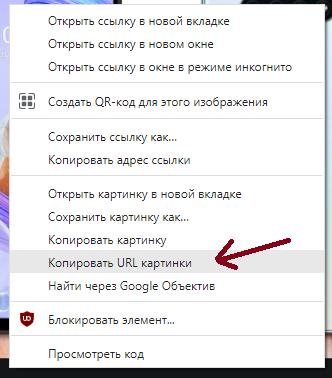 Открыть ссылку в новой вкладке
Открыть ссылку в новом окне
Открыть ссылку в окне в режиме инкогнито
Создать QR-код для этого изображения
Сохранить ссылку как...
Копировать адрес ссылки
Открыть картинку в новой вкладке
Сохранить картинку как...
Копировать картинку
Копировать URL картинки
Найти через Google Объектив
Блокировать элемент...
Просмотреть код